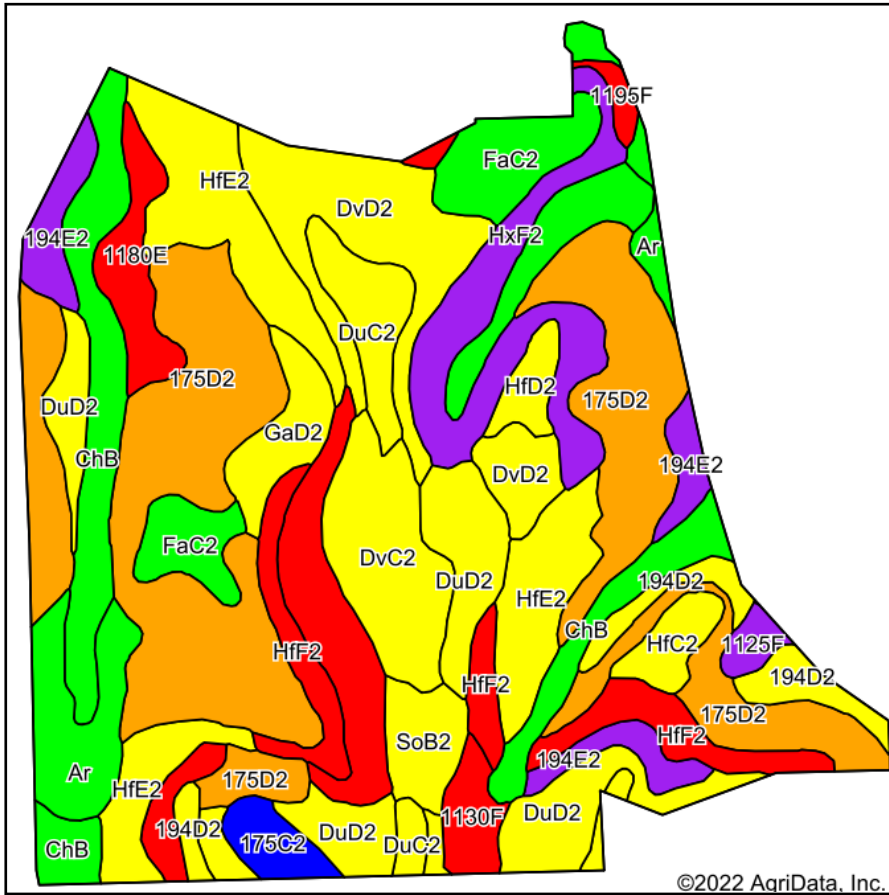 1195F
FaC2
HfE2
DvD2
194E2
HxF2
Ar
1180E
DuC2
175D2
HfD2
175D2
DuD2
GaD2
ChB
194E2
DvD2
FaC2
DvC2
DuD2
194D2
HfE2
ChB
HfC2
1125F
HfF2
194D2
HfF2
175D2
HfF2
SoB2
194E2
Ar
175D2
HfE2
1130F
DuD2
194D2
DuD2
175C2
DuC2
ChB
©2022 AgriData, Inc.